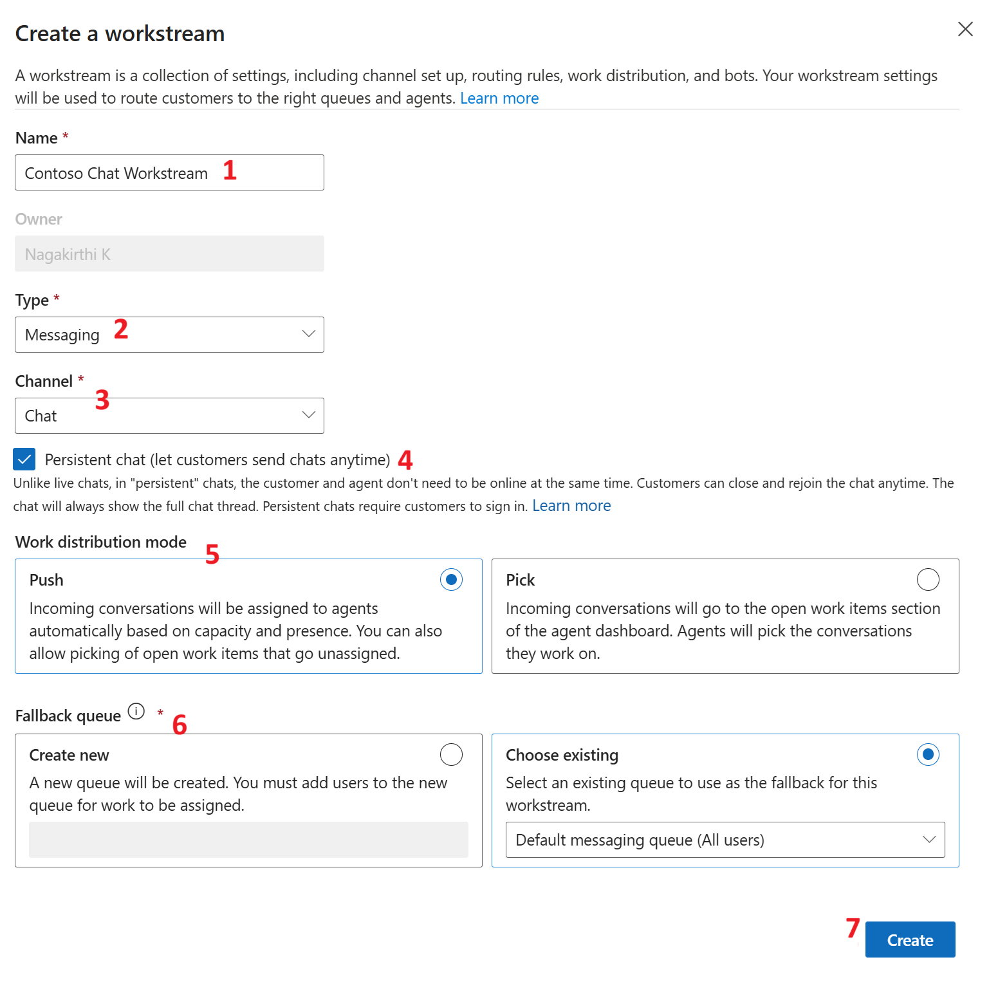 Create a workstream
A workstream is a collection of settings, including channel set up, routing rules, work distribution, and bots. Your workstream settings
will be used to route customers to the right queues and agents. Learn more
Name *
Contoso Chat Workstream 1
Owner
Nagakirthi K
Type *
Messaging 2
Channel *
3
Chat
Persistent chat (let customers send chats anytime) 4
Unlike live chats, in "persistent" chats, the customer and agent don't need to be online at the same time. Customers can close and rejoin the chat anytime. The
chat will always show the full chat thread. Persistent chats require customers to sign in. Learn more
Work distribution mode 5
Push
Incoming conversations will be assigned to agents
automatically based on capacity and presence. You can also
allow picking of open work items that go unassigned.
Pick
Incoming conversations will go to the open work items section
of the agent dashboard. Agents will pick the conversations
they work on.
Fallback queue i * 6
Create new
A new queue will be created. You must add users to the new
queue for work to be assigned.
Choose existing
Select an existing queue to use as the fallback for this
workstream.
Default messaging queue (All users)
7 Create